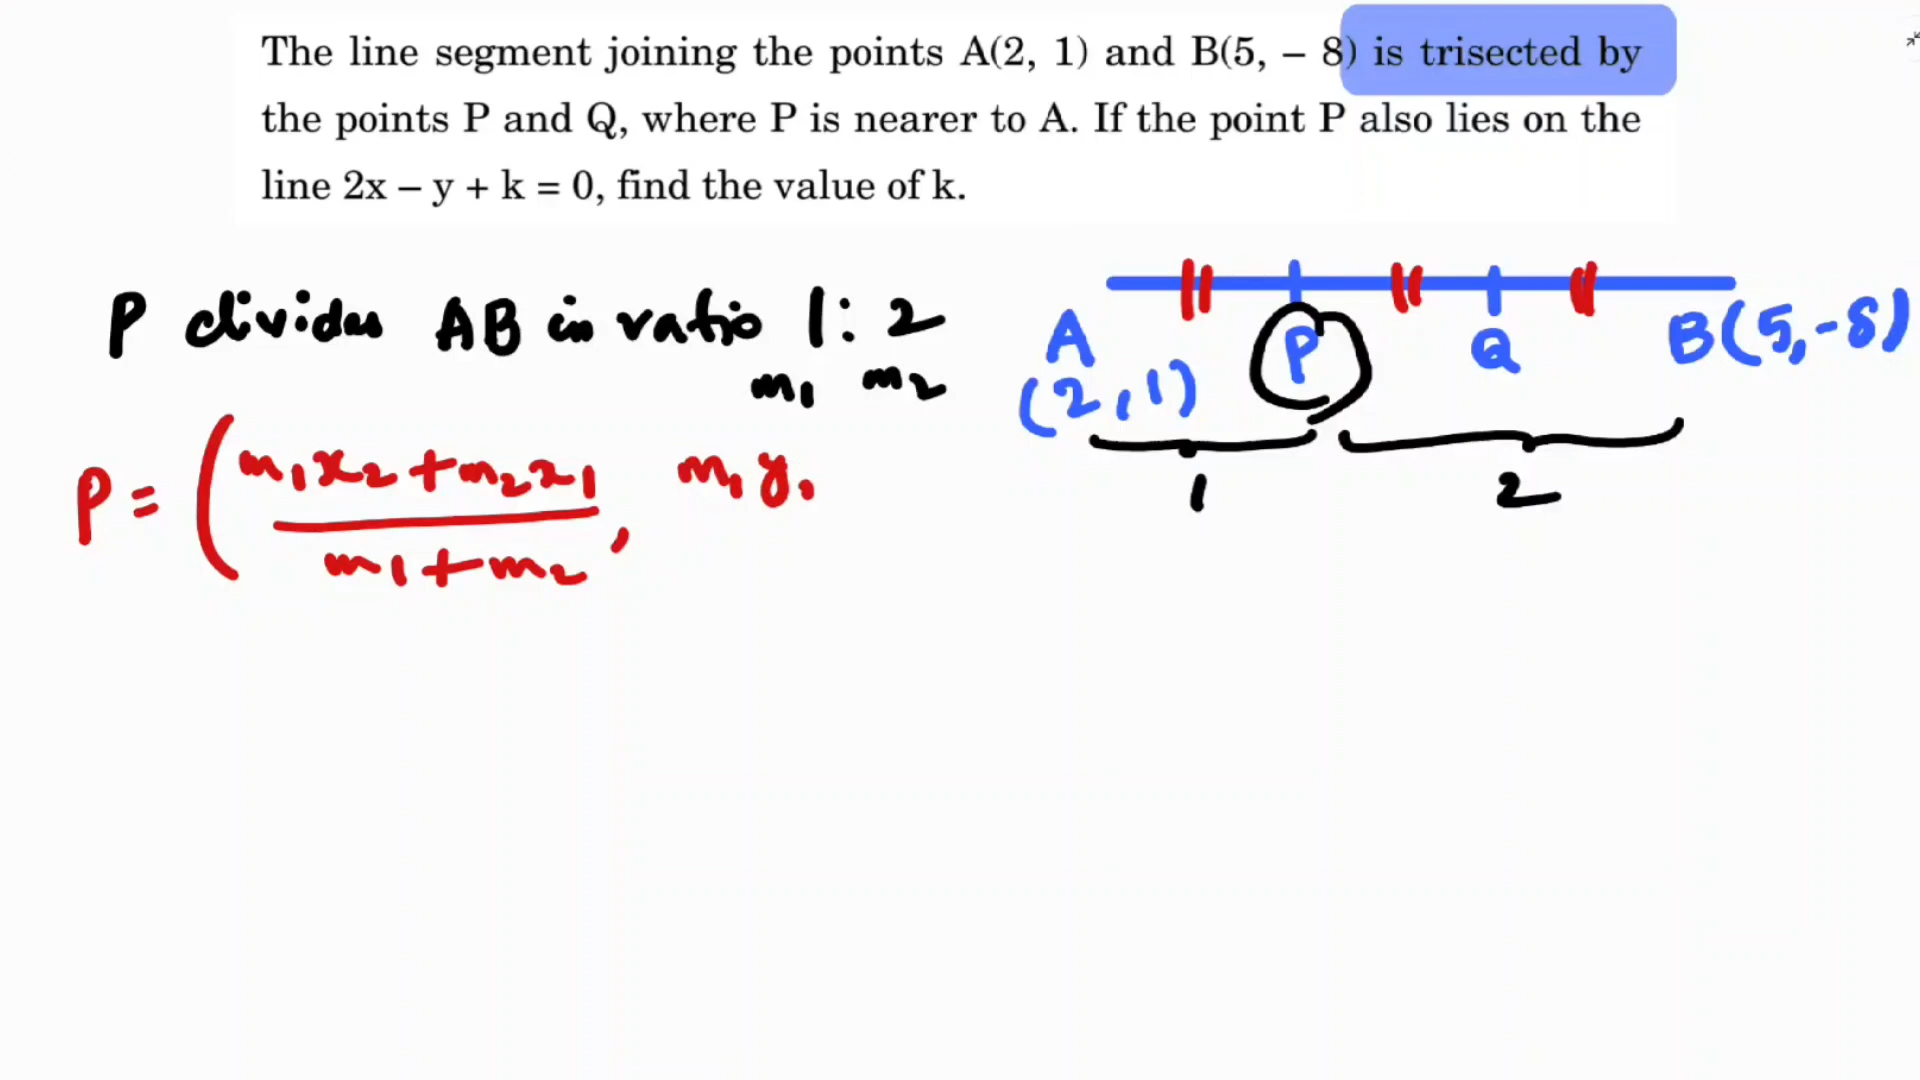 The line segment joining the points A(2, 1) and B(5, – 8) is trisected by
the points P and Q, where P is nearer to A. If the point P also lies on the
line 2x – y + k = 0, find the value of k.
P divides AB in ratio 1 : 2
m1 m2
A P Q B(5,-8)
(2,1)
1 2
P = ( m1x2 + m2x1 / m1 + m2 , m1y